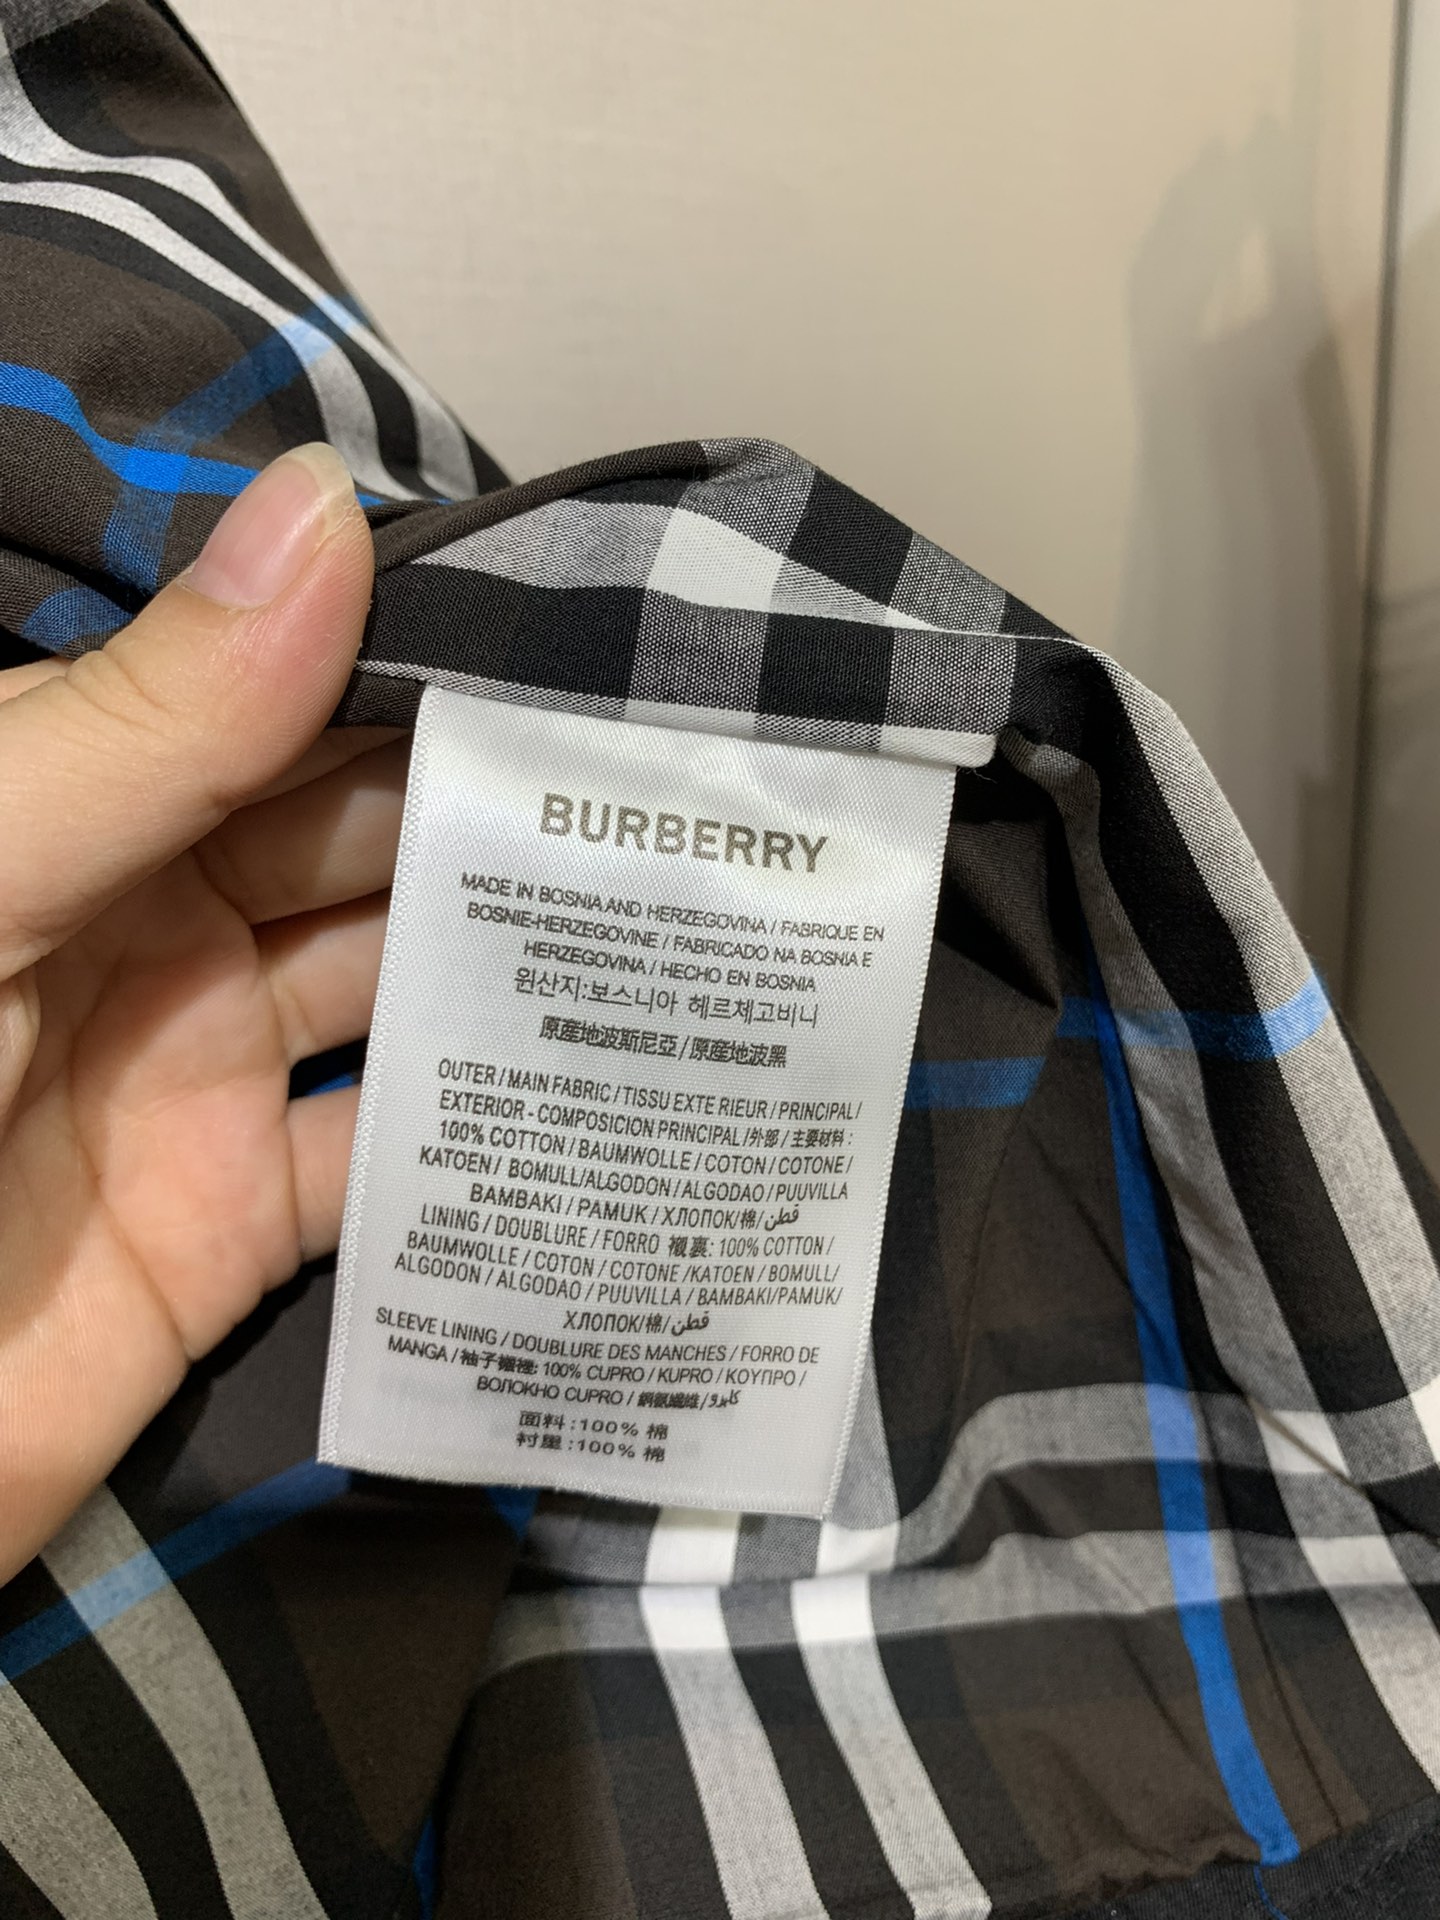 BURBERRY
MADE IN BOSNIA AND HERZEGOVINA / FABRIQUE EN
BOSNIE-HERZEGOVINE / FABRICADO NA BOSNIA E
HERZEGOVINA / HECHO EN BOSNIA
원산지:보스니아 헤르체고비니
原産地波斯尼亞/原産地波黑
OUTER / MAIN FABRIC / TISSU EXTE RIEUR / PRINCIPAL /
EXTERIOR - COMPOSICION PRINCIPAL /外部 / 主要材料 :
100% COTTON / BAUMWOLLE / COTON / COTONE /
KATOEN / BOMULL/ALGODON / ALGODAO / PUUVILLA
BAMBAKI / PAMUK / ХЛОПОК/棉/قطن
LINING / DOUBLURE / FORRO 襯裏: 100% COTTON /
BAUMWOLLE / COTON / COTONE /KATOEN / BOMULL/
ALGODON / ALGODAO / PUUVILLA / BAMBAKI/PAMUK/
ХЛОПОК/棉/قطن
SLEEVE LINING / DOUBLURE DES MANCHES / FORRO DE
MANGA / 袖子襯裡: 100% CUPRO / KUPRO / ΚΟΥΠΡΟ /
ВОЛОКНО CUPRO / 銅氨纖維/كابرو
面料:100% 棉
衬里:100% 棉